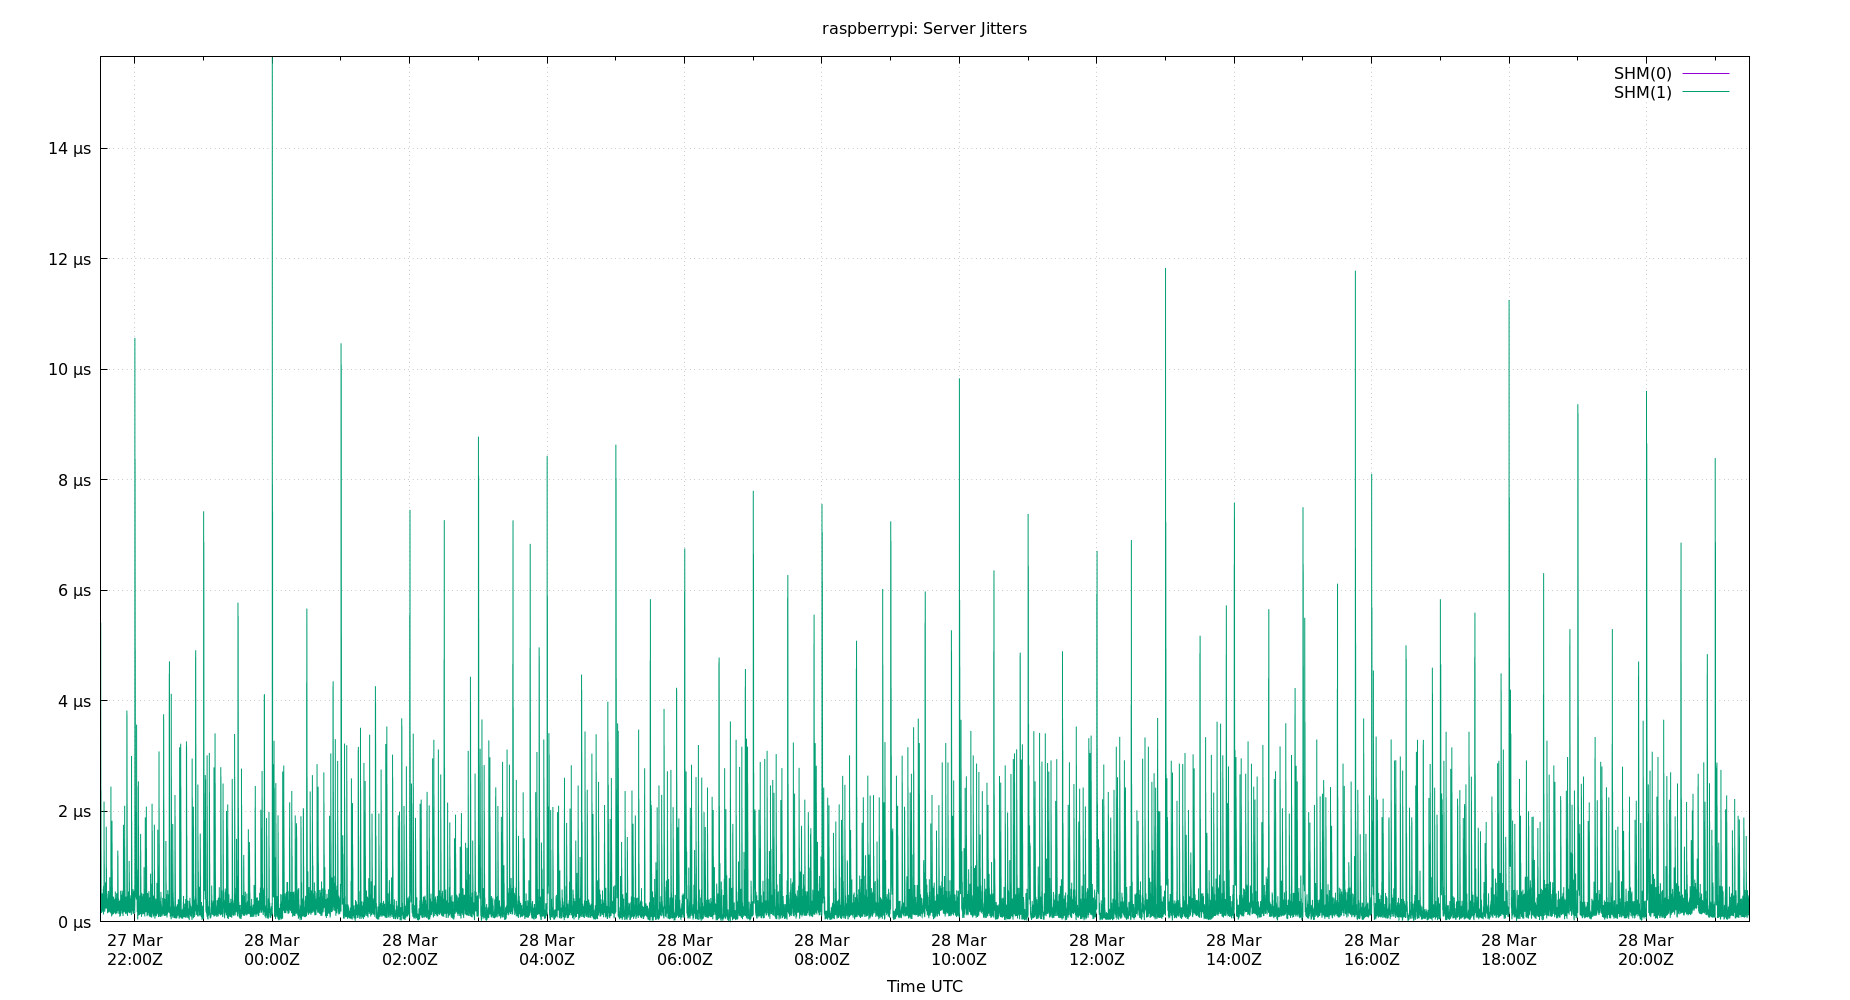 raspberrypi: Server Jitters
SHM(0)
SHM(1)
14 µs
12 µs
10 µs
8 µs
6 µs
4 µs
2 µs
0 µs
27 Mar 28 Mar 28 Mar 28 Mar 28 Mar 28 Mar 28 Mar 28 Mar 28 Mar 28 Mar 28 Mar 28 Mar
22:00Z 00:00Z 02:00Z 04:00Z 06:00Z 08:00Z 10:00Z 12:00Z 14:00Z 16:00Z 18:00Z 20:00Z
Time UTC